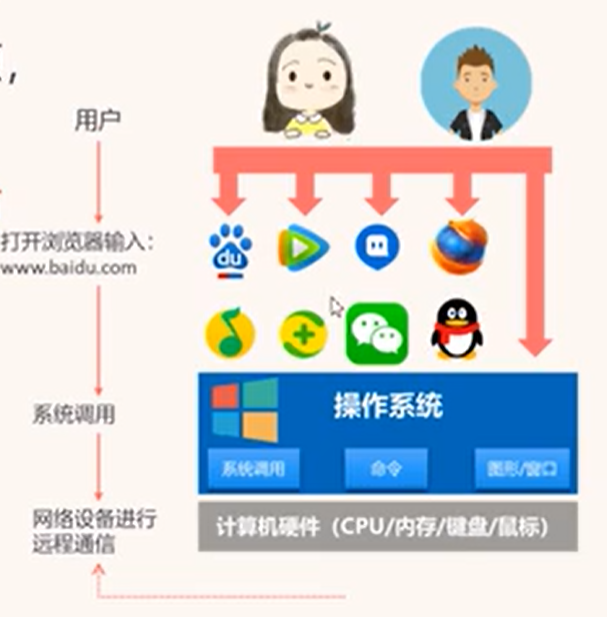 用户
打开浏览器输入：
www.baidu.com
系统调用
网络设备进行
远程通信
du
操作系统
系统调用
命令
图形/窗口
计算机硬件（CPU/内存/键盘/鼠标）